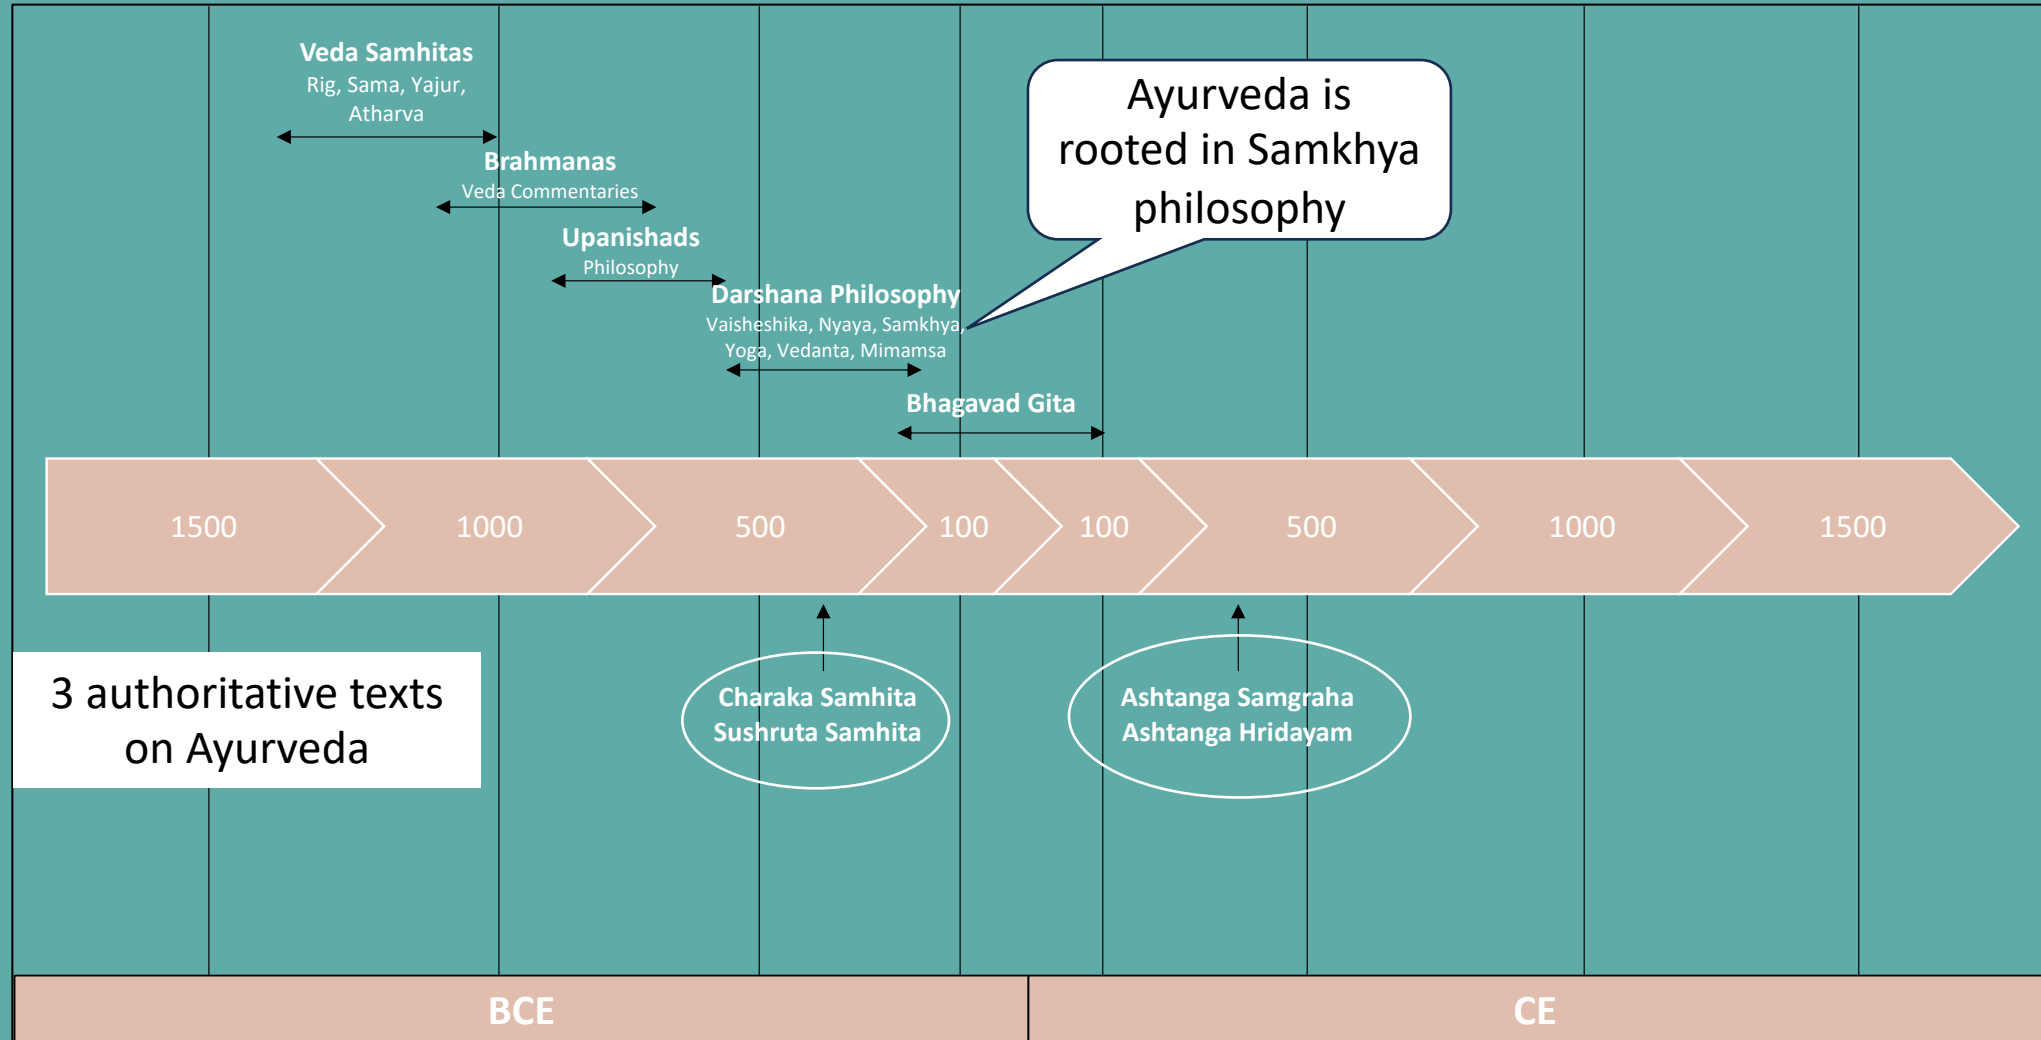 Veda Samhitas
Rig, Sama, Yajur,
Atharva
Brahmanas
Veda Commentaries
Upanishads
Philosophy
Darshana Philosophy
Vaisheshika, Nyaya, Samkhya,
Yoga, Vedanta, Mimamsa
Bhagavad Gita
Ayurveda is
rooted in Samkhya
philosophy
1500
1000
500
100
100
500
1000
1500
3 authoritative texts
on Ayurveda
Charaka Samhita
Sushruta Samhita
Ashtanga Samgraha
Ashtanga Hridayam
BCE
CE